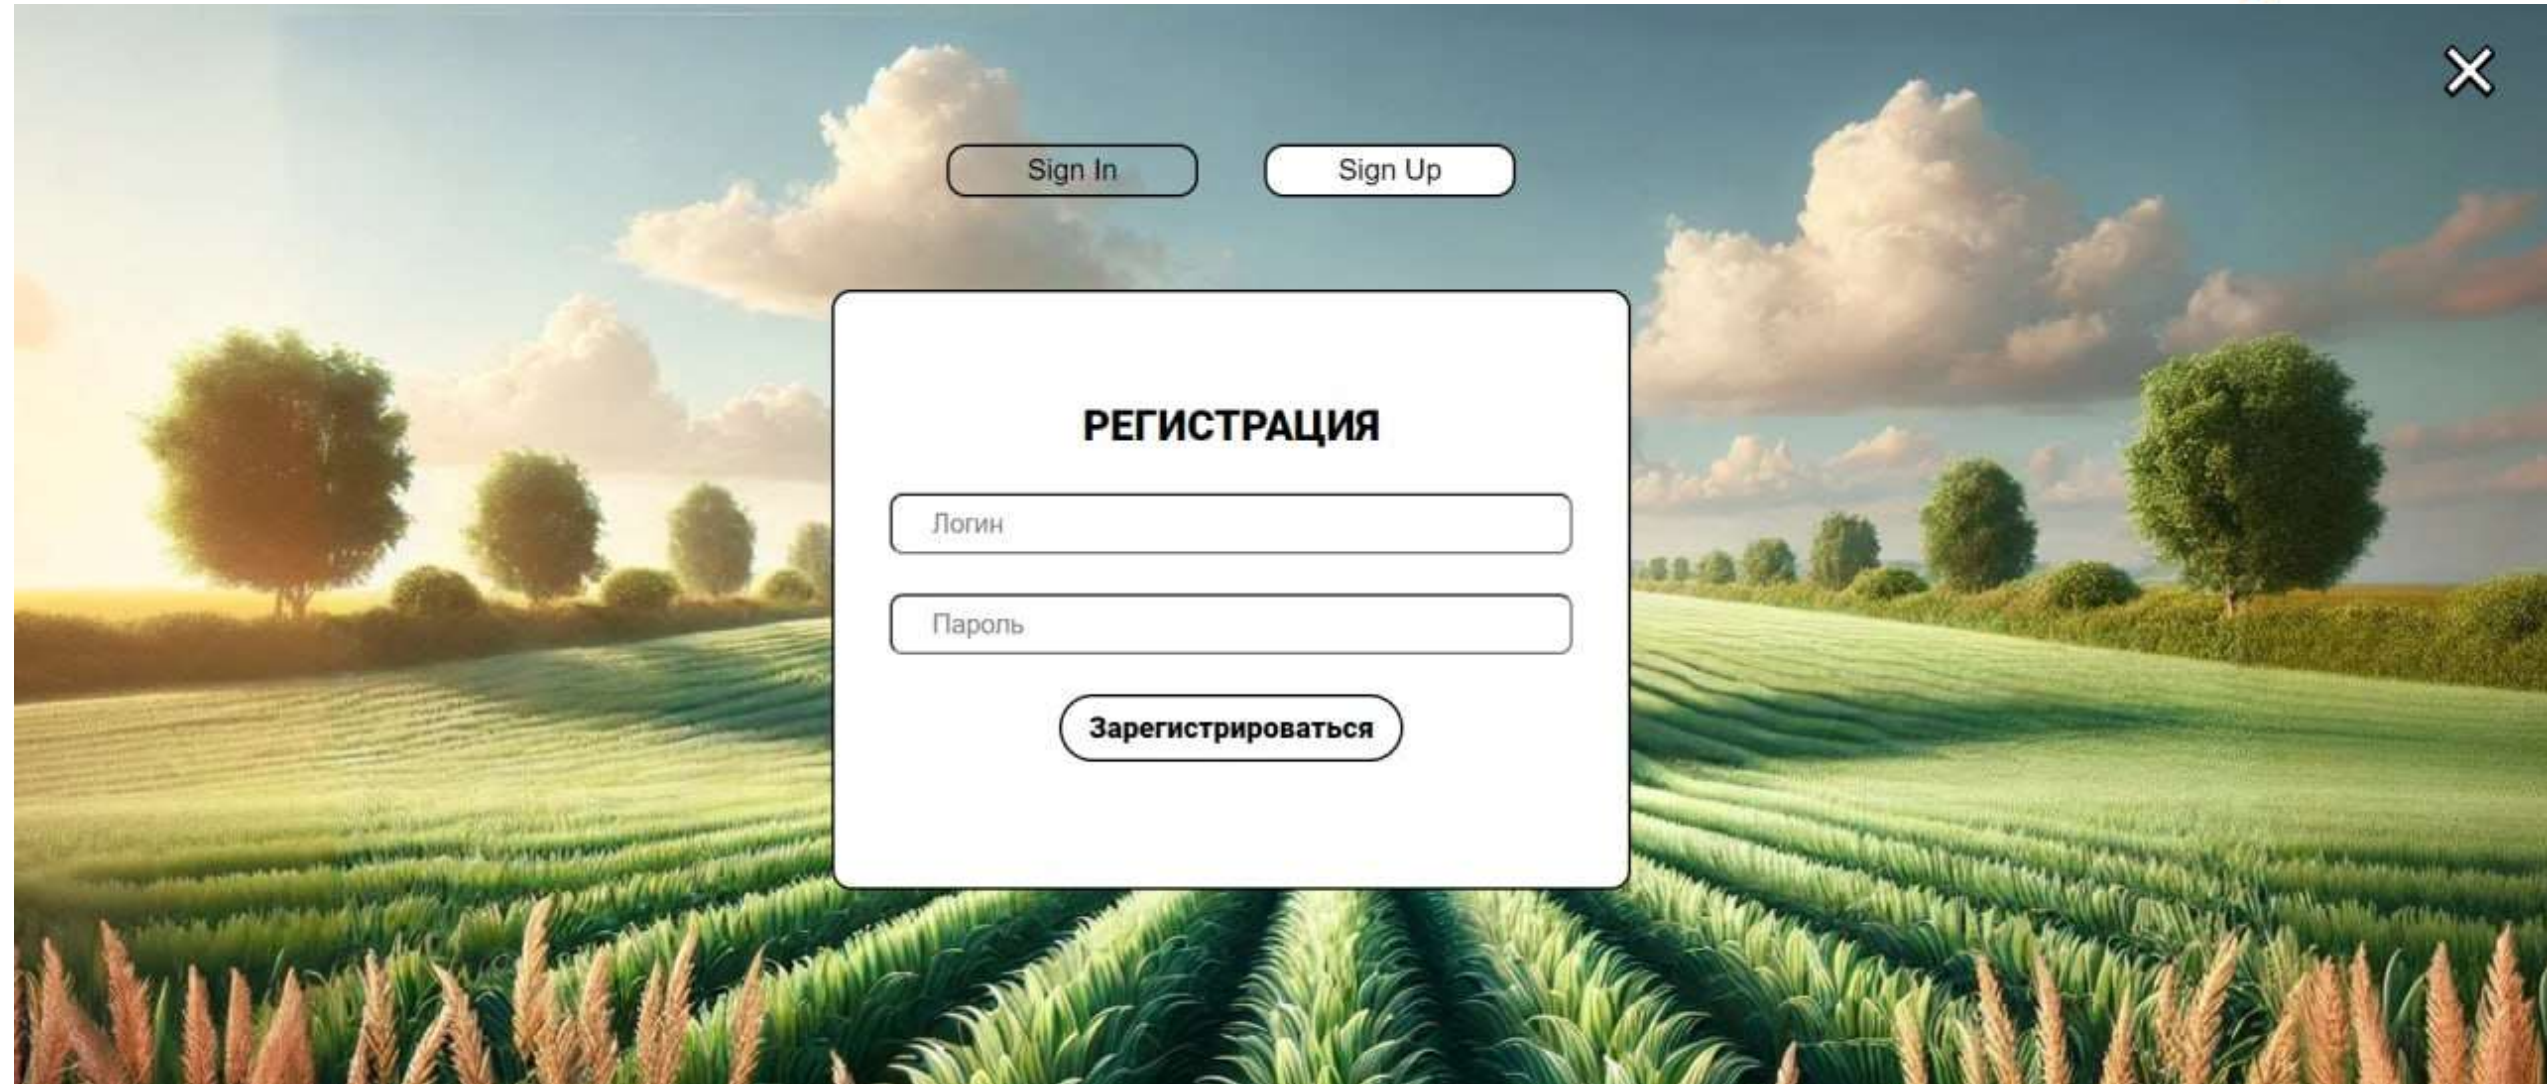 Sign In
Sign Up
РЕГИСТРАЦИЯ
Логин
Пароль
Зарегистрироваться